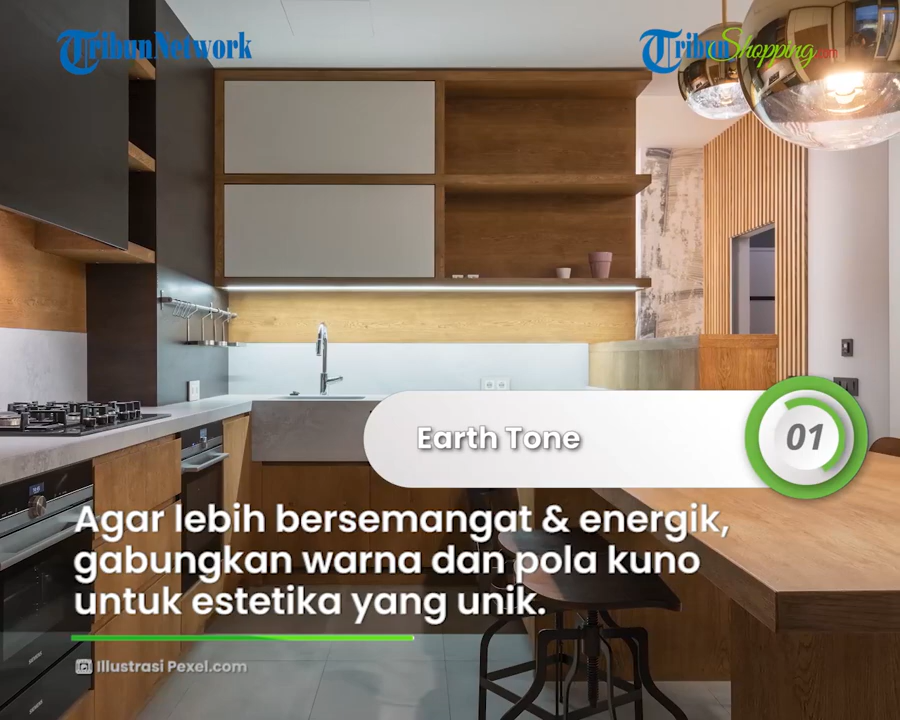 TribunNetwork
TribunShopping.com
Earth Tone
01
Agar lebih bersemangat & energik,
gabungkan warna dan pola kuno
untuk estetika yang unik.
Illustrasi Pexel.com